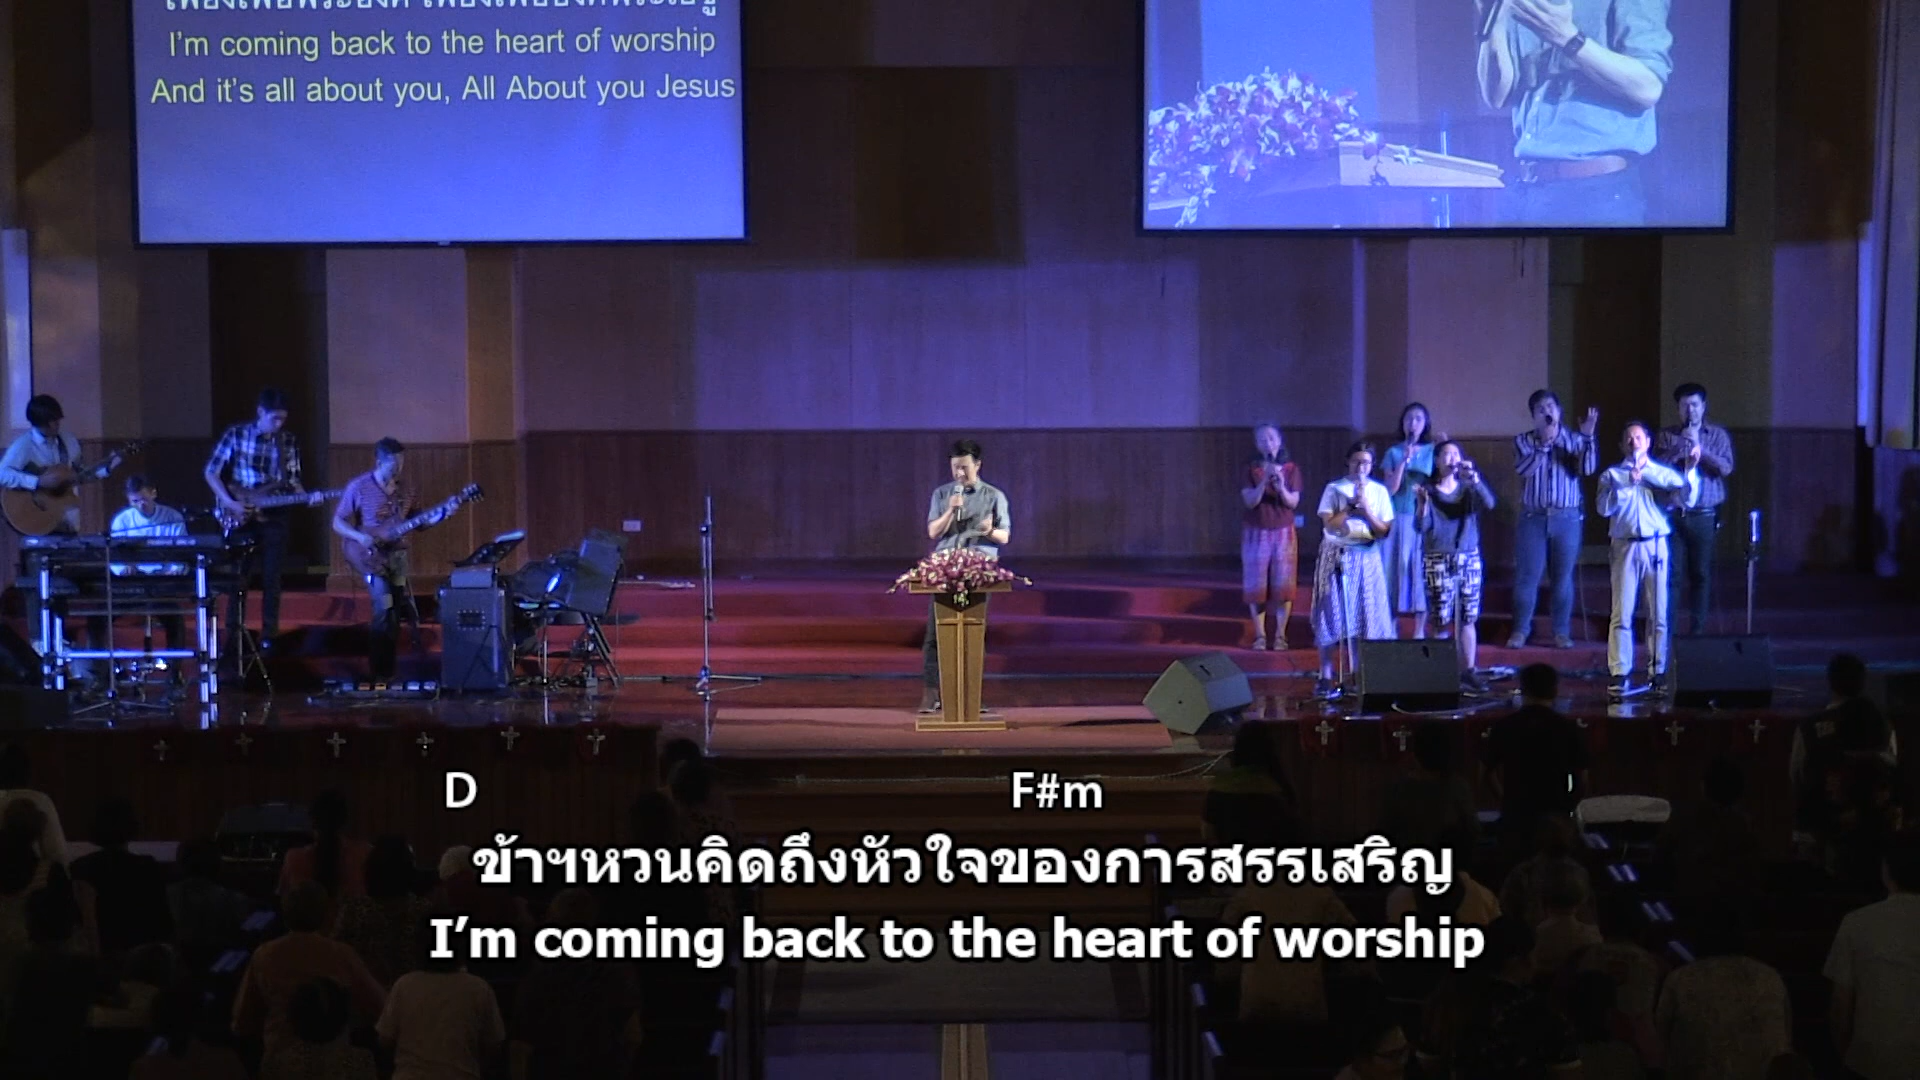 I'm coming back to the heart of worship
And it's all about you, All About you Jesus
D F#m
ข้าฯหวนคิดถึงหัวใจของการสรรเสริญ
I'm coming back to the heart of worship